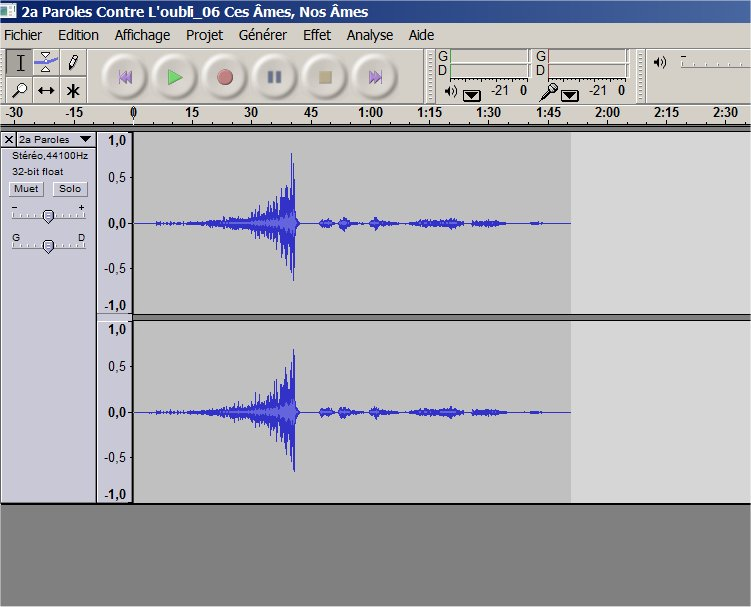 2a Paroles Contre L'oubli_06 Ces Âmes, Nos Âmes
Fichier Edition Affichage Projet Générer Effet Analyse Aide
G
D
-21 0
G
D
-21 0
-30 -15 0 15 30 45 1:00 1:15 1:30 1:45 2:00 2:15 2:30
2a Paroles
Stéréo,44100Hz
32-bit float
Muet Solo
- +
G D
1,0
0,5
0,0
-0,5
-1,0
1,0
0,5
0,0
-0,5
-1,0